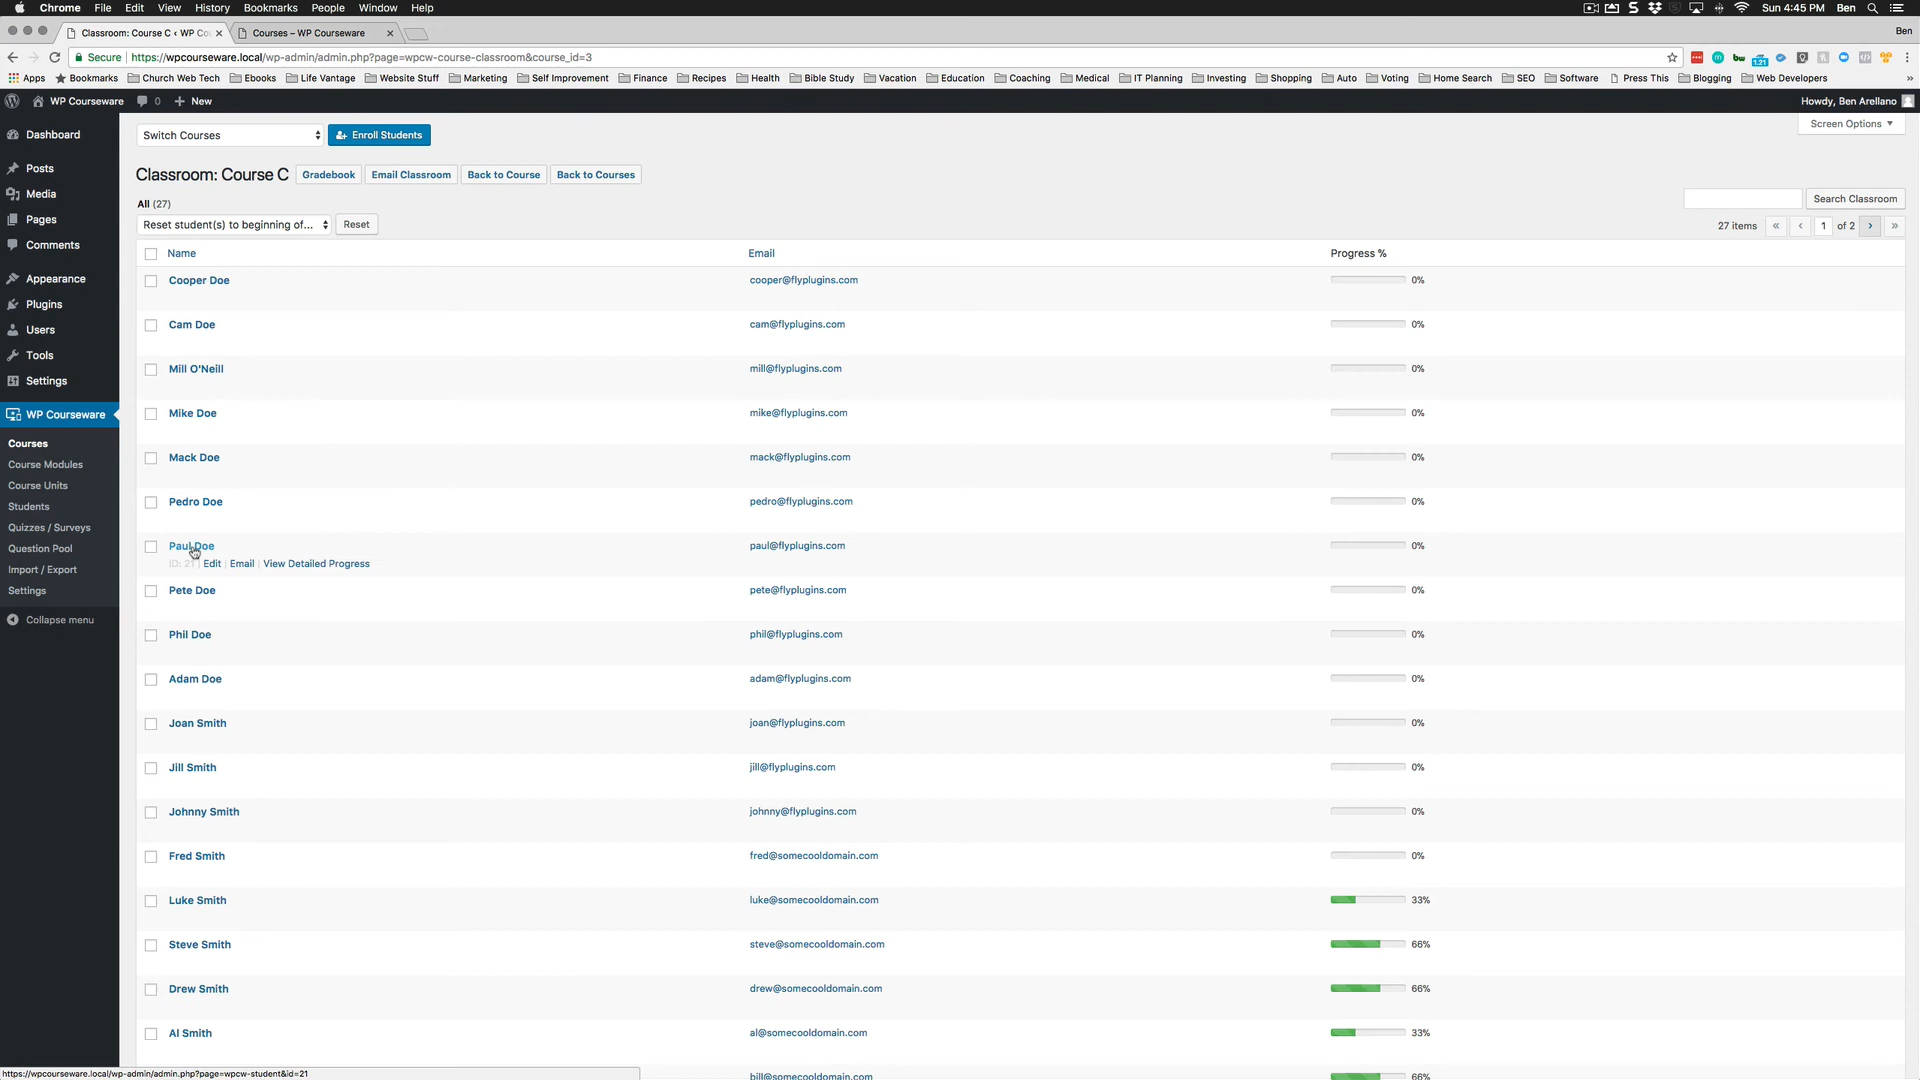 Chrome File Edit View History Bookmarks People Window Help
Sun 4:45 PM Ben
Classroom: Course C ‹ WP Co
Courses – WP Courseware
Ben
Secure https://wpcourseware.local/wp-admin/admin.php?page=wpcw-course-classroom&course_id=3
1.21
Apps Bookmarks Church Web Tech Ebooks Life Vantage Website Stuff Marketing Self Improvement Finance Recipes Health Bible Study Vacation Education Coaching Medical IT Planning Investing Shopping Auto Voting Home Search SEO Software Press This Blogging Web Developers »
WP Courseware 0 + New
Howdy, Ben Arellano
Screen Options
Dashboard
Posts
Media
Pages
Comments
Appearance
Plugins
Users
Tools
Settings
WP Courseware
Courses
Course Modules
Course Units
Students
Quizzes / Surveys
Question Pool
Import / Export
Settings
Collapse menu
Switch Courses Enroll Students
Classroom: Course C Gradebook Email Classroom Back to Course Back to Courses
All (27)
Search Classroom
Reset student(s) to beginning of... Reset
27 items « ‹ 1 of 2 › »
Name Email Progress %
Cooper Doe cooper@flyplugins.com 0%
Cam Doe cam@flyplugins.com 0%
Mill O'Neill mill@flyplugins.com 0%
Mike Doe mike@flyplugins.com 0%
Mack Doe mack@flyplugins.com 0%
Pedro Doe pedro@flyplugins.com 0%
Paul Doe paul@flyplugins.com 0%
ID: 21 | Edit | Email | View Detailed Progress
Pete Doe pete@flyplugins.com 0%
Phil Doe phil@flyplugins.com 0%
Adam Doe adam@flyplugins.com 0%
Joan Smith joan@flyplugins.com 0%
Jill Smith jill@flyplugins.com 0%
Johnny Smith johnny@flyplugins.com 0%
Fred Smith fred@somecooldomain.com 0%
Luke Smith luke@somecooldomain.com 33%
Steve Smith steve@somecooldomain.com 66%
Drew Smith drew@somecooldomain.com 66%
Al Smith al@somecooldomain.com 33%
bill@somecooldomain.com 66%
https://wpcourseware.local/wp-admin/admin.php?page=wpcw-student&id=21